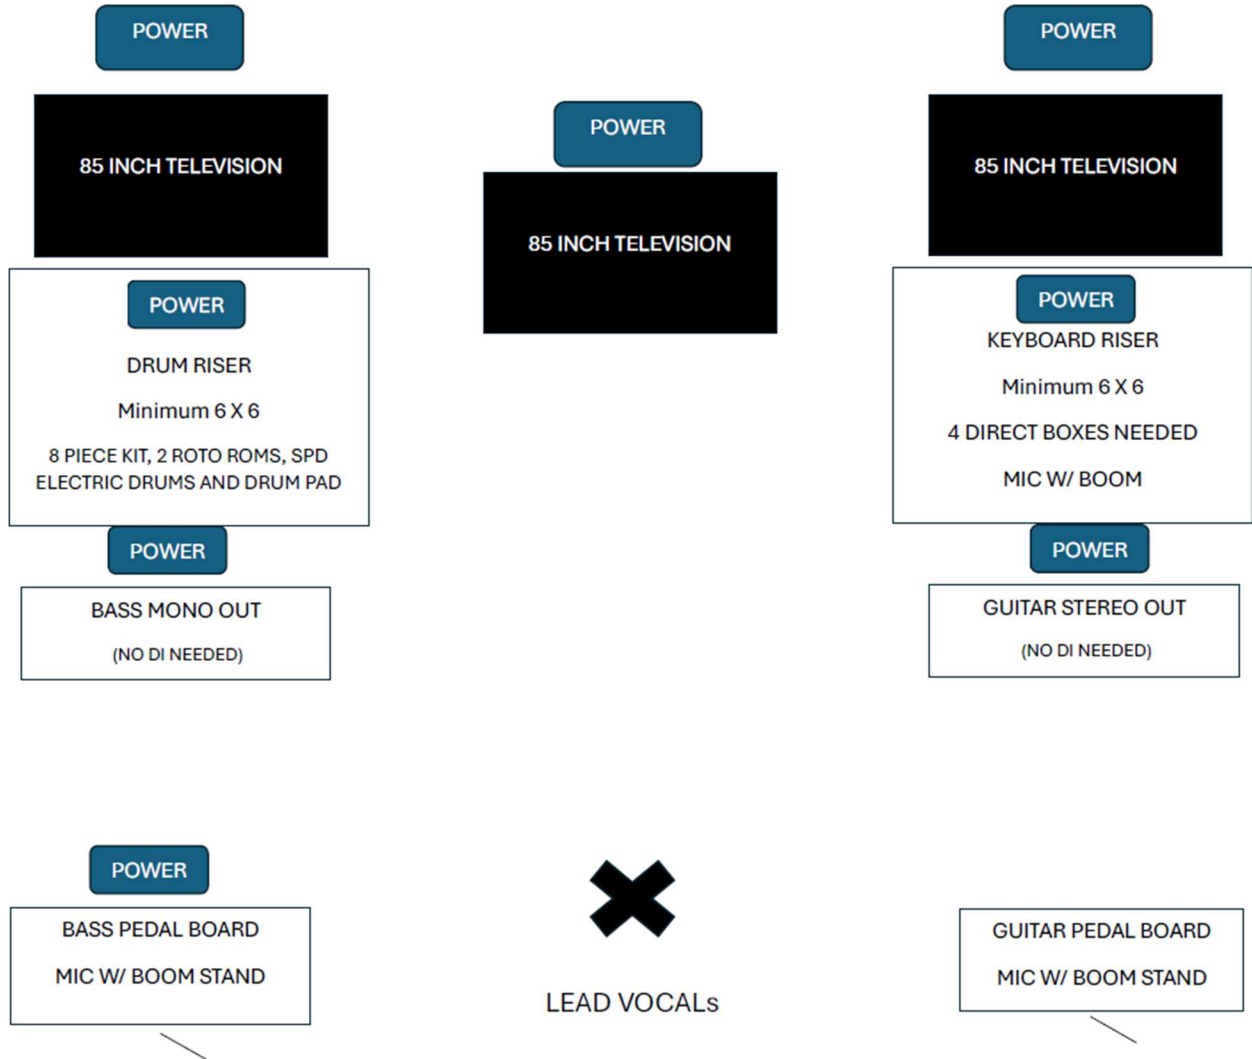 POWER
85 INCH TELEVISION
POWER
DRUM RISER
Minimum 6 X 6
8 PIECE KIT, 2 ROTO ROMS, SPD
ELECTRIC DRUMS AND DRUM PAD
POWER
BASS MONO OUT
(NO DI NEEDED)
POWER
85 INCH TELEVISION
POWER
85 INCH TELEVISION
POWER
KEYBOARD RISER
Minimum 6 X 6
4 DIRECT BOXES NEEDED
MIC W/ BOOM
POWER
GUITAR STEREO OUT
(NO DI NEEDED)
POWER
BASS PEDAL BOARD
MIC W/ BOOM STAND
LEAD VOCALs
GUITAR PEDAL BOARD
MIC W/ BOOM STAND